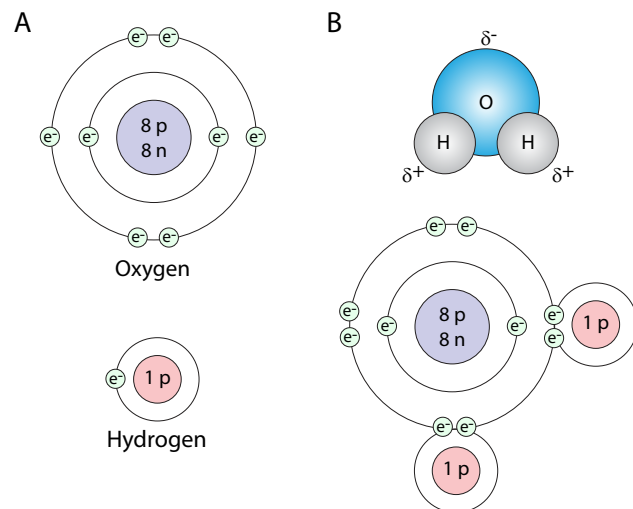 A
e- e-
e- e- e- e-
8 p
8 n
e- e-
Oxygen
e- 1 p
Hydrogen
B
δ-
O
H H
δ+ δ+
e- e-
e- e-
e- e- e- e-
8 p
8 n
e- e-
1 p
e- e-
1 p